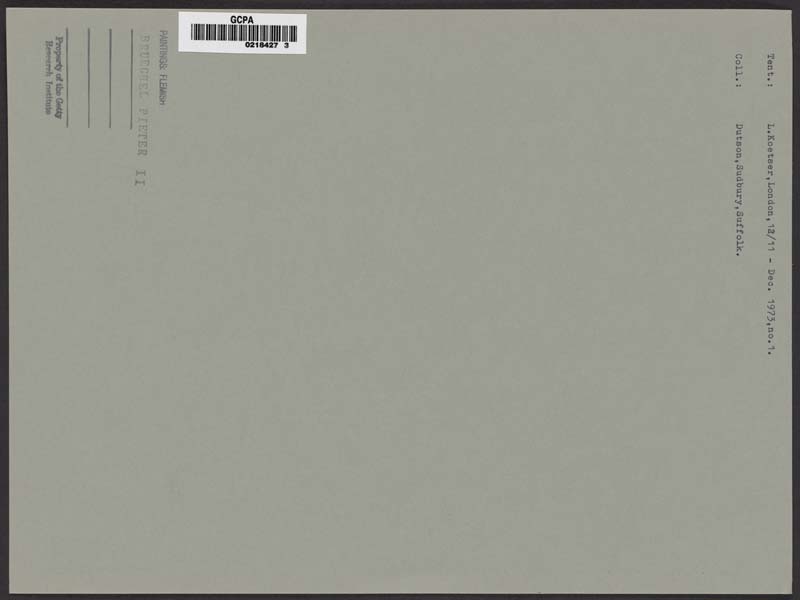 GCPA
0218427 3
Tent.: L.Koetser,London,12/11 - Dec. 1973,no.1.
Coll.: Dutson,Sudbury,Suffolk.
PAINTINGS: FLEMISH
BRUEGHEL PIETER II
Property of the Getty
Research Institute